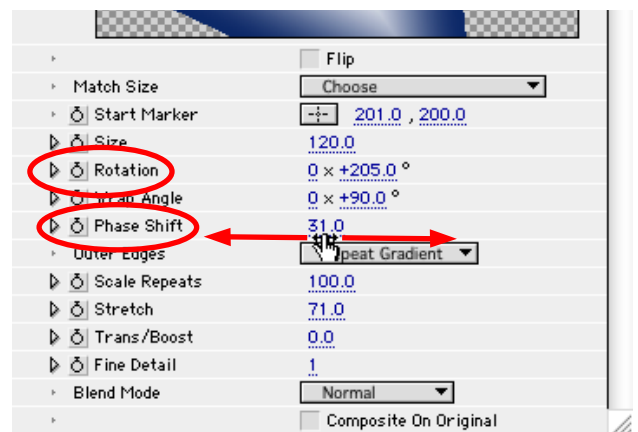 Flip
Match Size Choose
Start Marker 201.0 , 200.0
Size 120.0
Rotation 0 x +205.0 °
Wrap Angle 0 x +90.0 °
Phase Shift 31.0
Outer Edges Repeat Gradient
Scale Repeats 100.0
Stretch 71.0
Trans/Boost 0.0
Fine Detail 1
Blend Mode Normal
Composite On Original